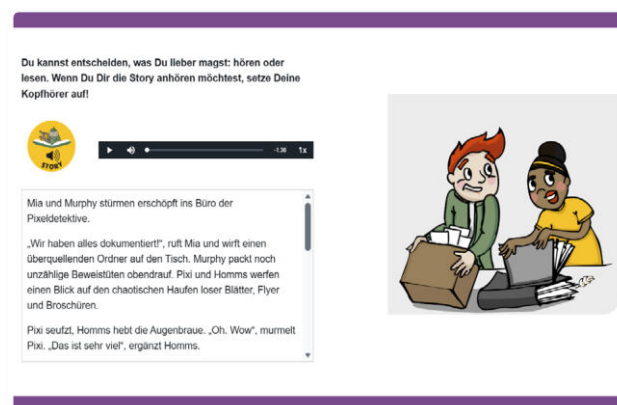 Du kannst entscheiden, was Du lieber magst: hören oder
lesen. Wenn Du Dir die Story anhören möchtest, setze Deine
Kopfhörer auf!
STORY
-1:36 1x
Mia und Murphy stürmen erschöpft ins Büro der
Pixeldetektive.
„Wir haben alles dokumentiert!“, ruft Mia und wirft einen
überquellenden Ordner auf den Tisch. Murphy packt noch
unzählige Beweistüten obendrauf. Pixi und Homms werfen
einen Blick auf den chaotischen Haufen loser Blätter, Flyer
und Broschüren.
Pixi seufzt, Homms hebt die Augenbraue. „Oh. Wow“, murmelt
Pixi. „Das ist sehr viel“, ergänzt Homms.